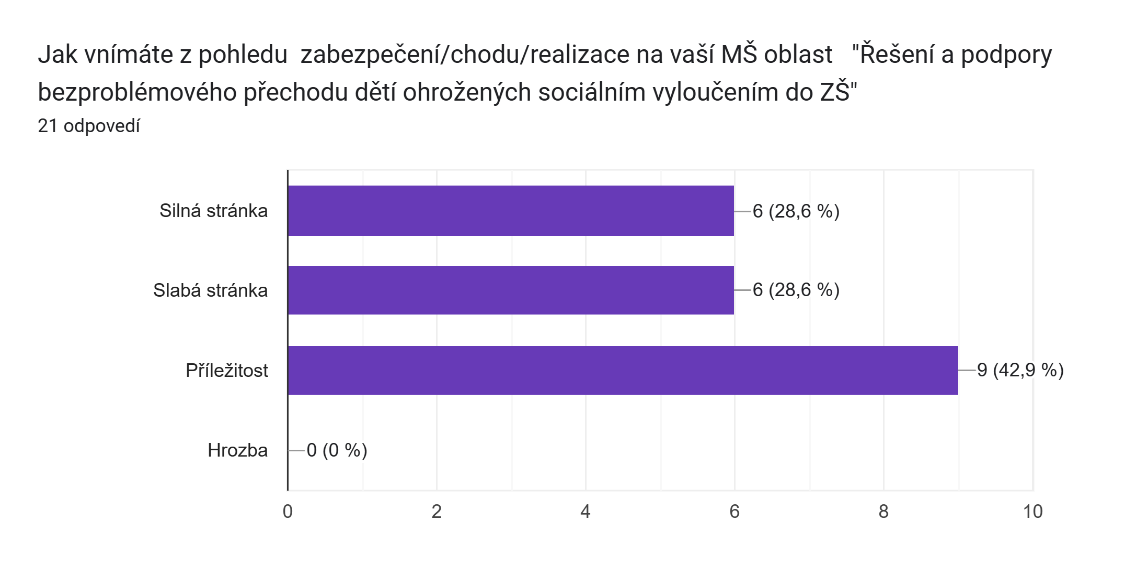 Jak vnímáte z pohledu  zabezpečení/chodu/realizace na vaší MŠ oblast   "Řešení a podpory
bezproblémového přechodu dětí ohrožených sociálním vyloučením do ZŠ"
21 odpovedí
Silná stránka
6 (28,6 %)
Slabá stránka
6 (28,6 %)
Příležitost
9 (42,9 %)
Hrozba
0 (0 %)
0 2 4 6 8 10